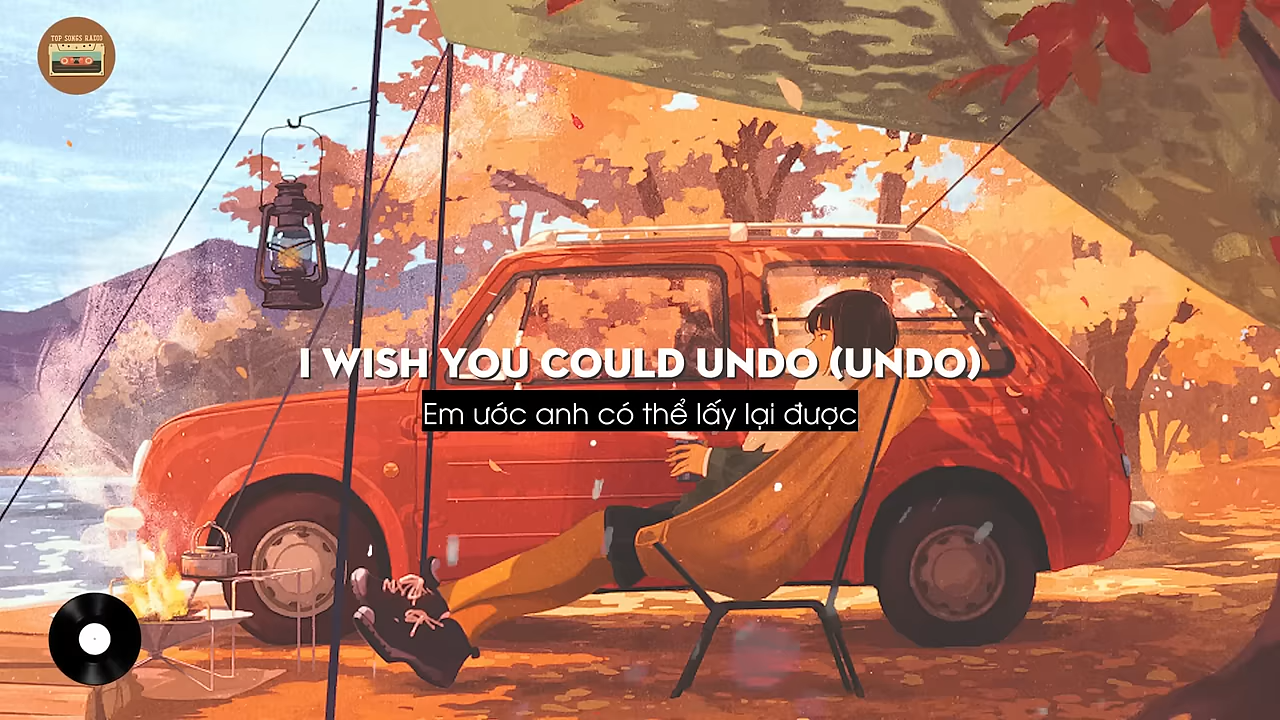 TOP SONGS RADIO
I WISH YOU COULD UNDO (UNDO)
Em ước anh có thể lấy lại được